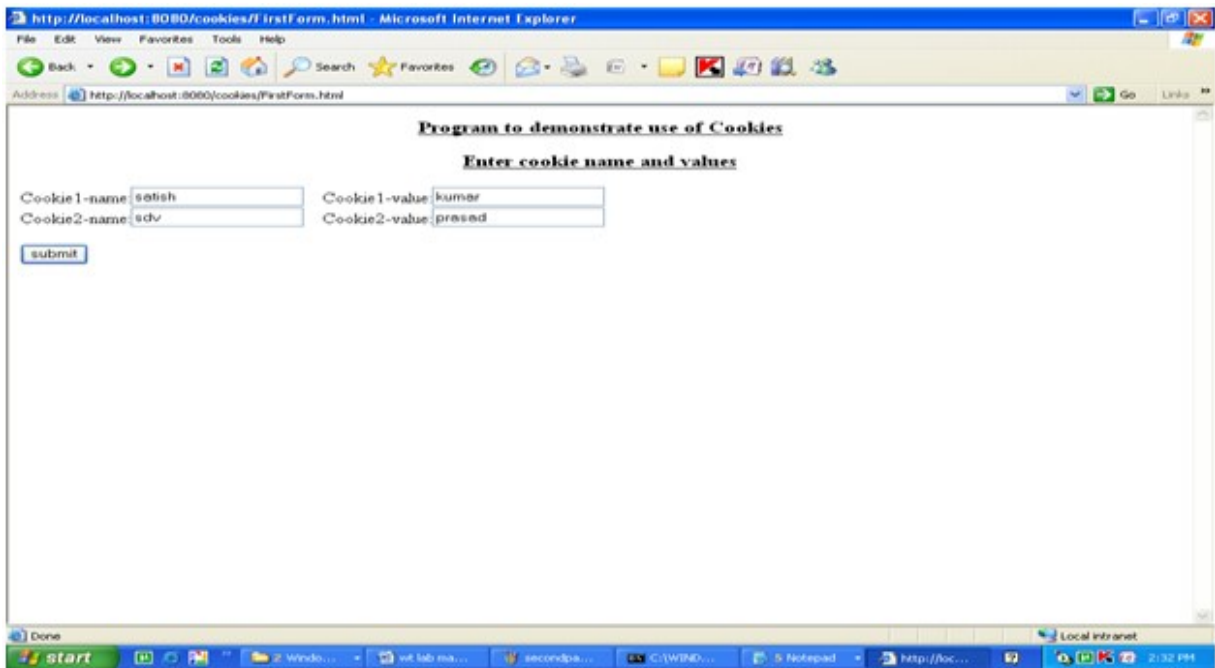 http://localhost:8080/cookies/FirstForm.html - Microsoft Internet Explorer
File Edit View Favorites Tools Help
Back Search Favorites
Address http://localhost:8080/cookies/FirstForm.html Go Links »
Program to demonstrate use of Cookies
Enter cookie name and values
Cookie1-name: satish Cookie1-value: kumar
Cookie2-name: sdv Cookie2-value: prasad
submit
Done Local intranet
start 2 Windo... wt lab ma... secondpa... C:\WIND... 5 Notepad http://loc... 2:32 PM